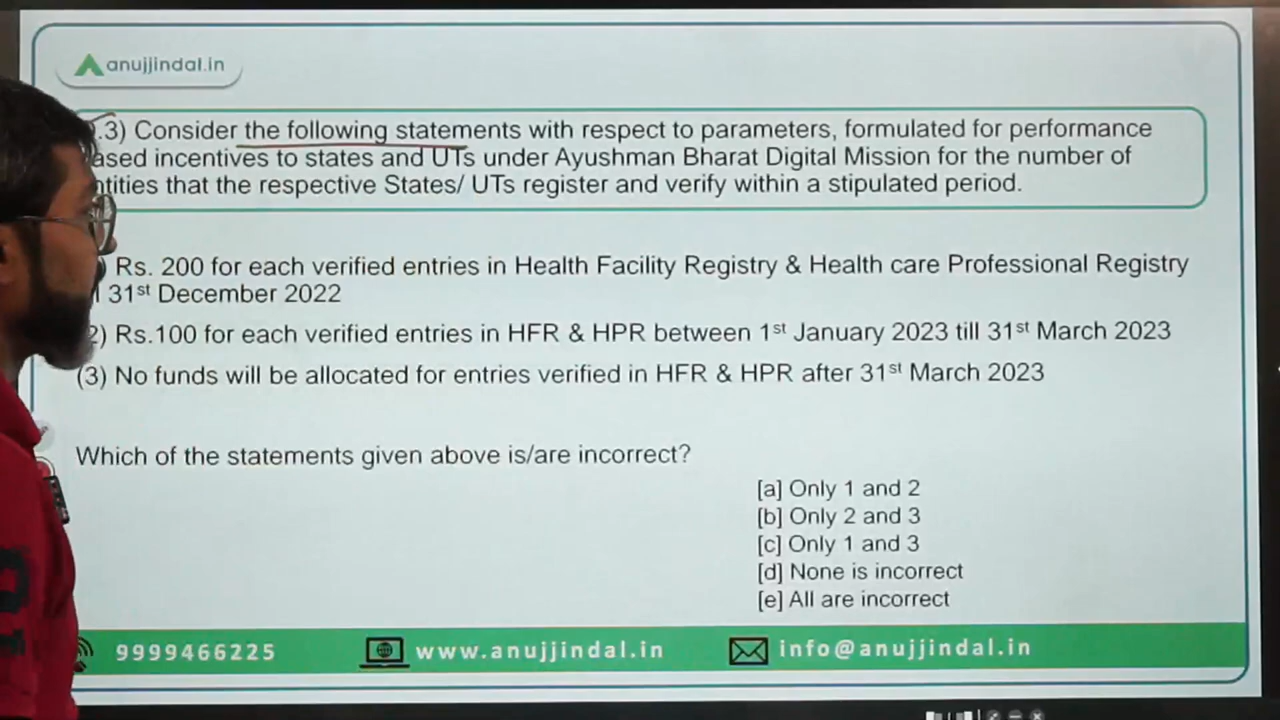 anujjindal.in
.3) Consider the following statements with respect to parameters, formulated for performance
ased incentives to states and UTs under Ayushman Bharat Digital Mission for the number of
ntities that the respective States/ UTs register and verify within a stipulated period.
) Rs. 200 for each verified entries in Health Facility Registry & Health care Professional Registry
31st December 2022
2) Rs.100 for each verified entries in HFR & HPR between 1st January 2023 till 31st March 2023
(3) No funds will be allocated for entries verified in HFR & HPR after 31st March 2023
Which of the statements given above is/are incorrect?
[a] Only 1 and 2
[b] Only 2 and 3
[c] Only 1 and 3
[d] None is incorrect
[e] All are incorrect
9999466225 www.anujjindal.in info@anujjindal.in